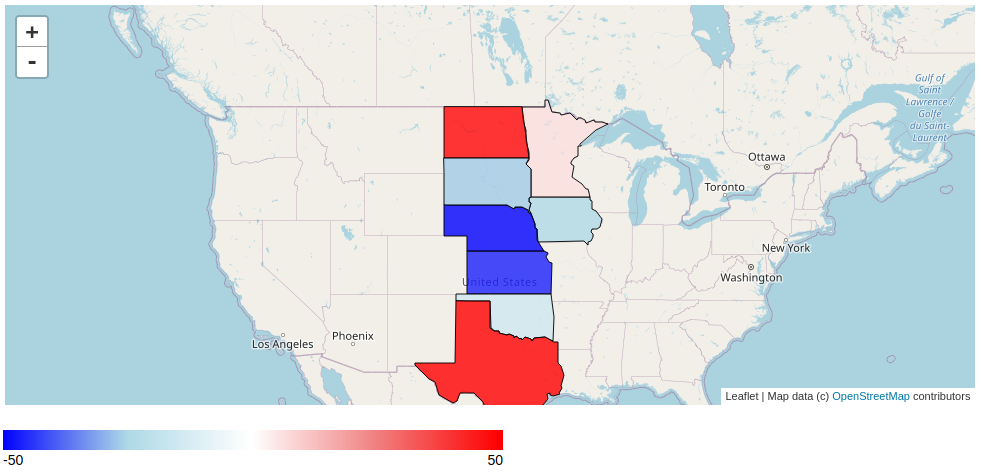 +
-
Gulf of
Saint
Lawrence /
Golfe
du Saint-
Laurent
Ottawa
Toronto
New York
Washington
United States
Phoenix
Los Angeles
Leaflet | Map data (c) OpenStreetMap contributors
-50
50